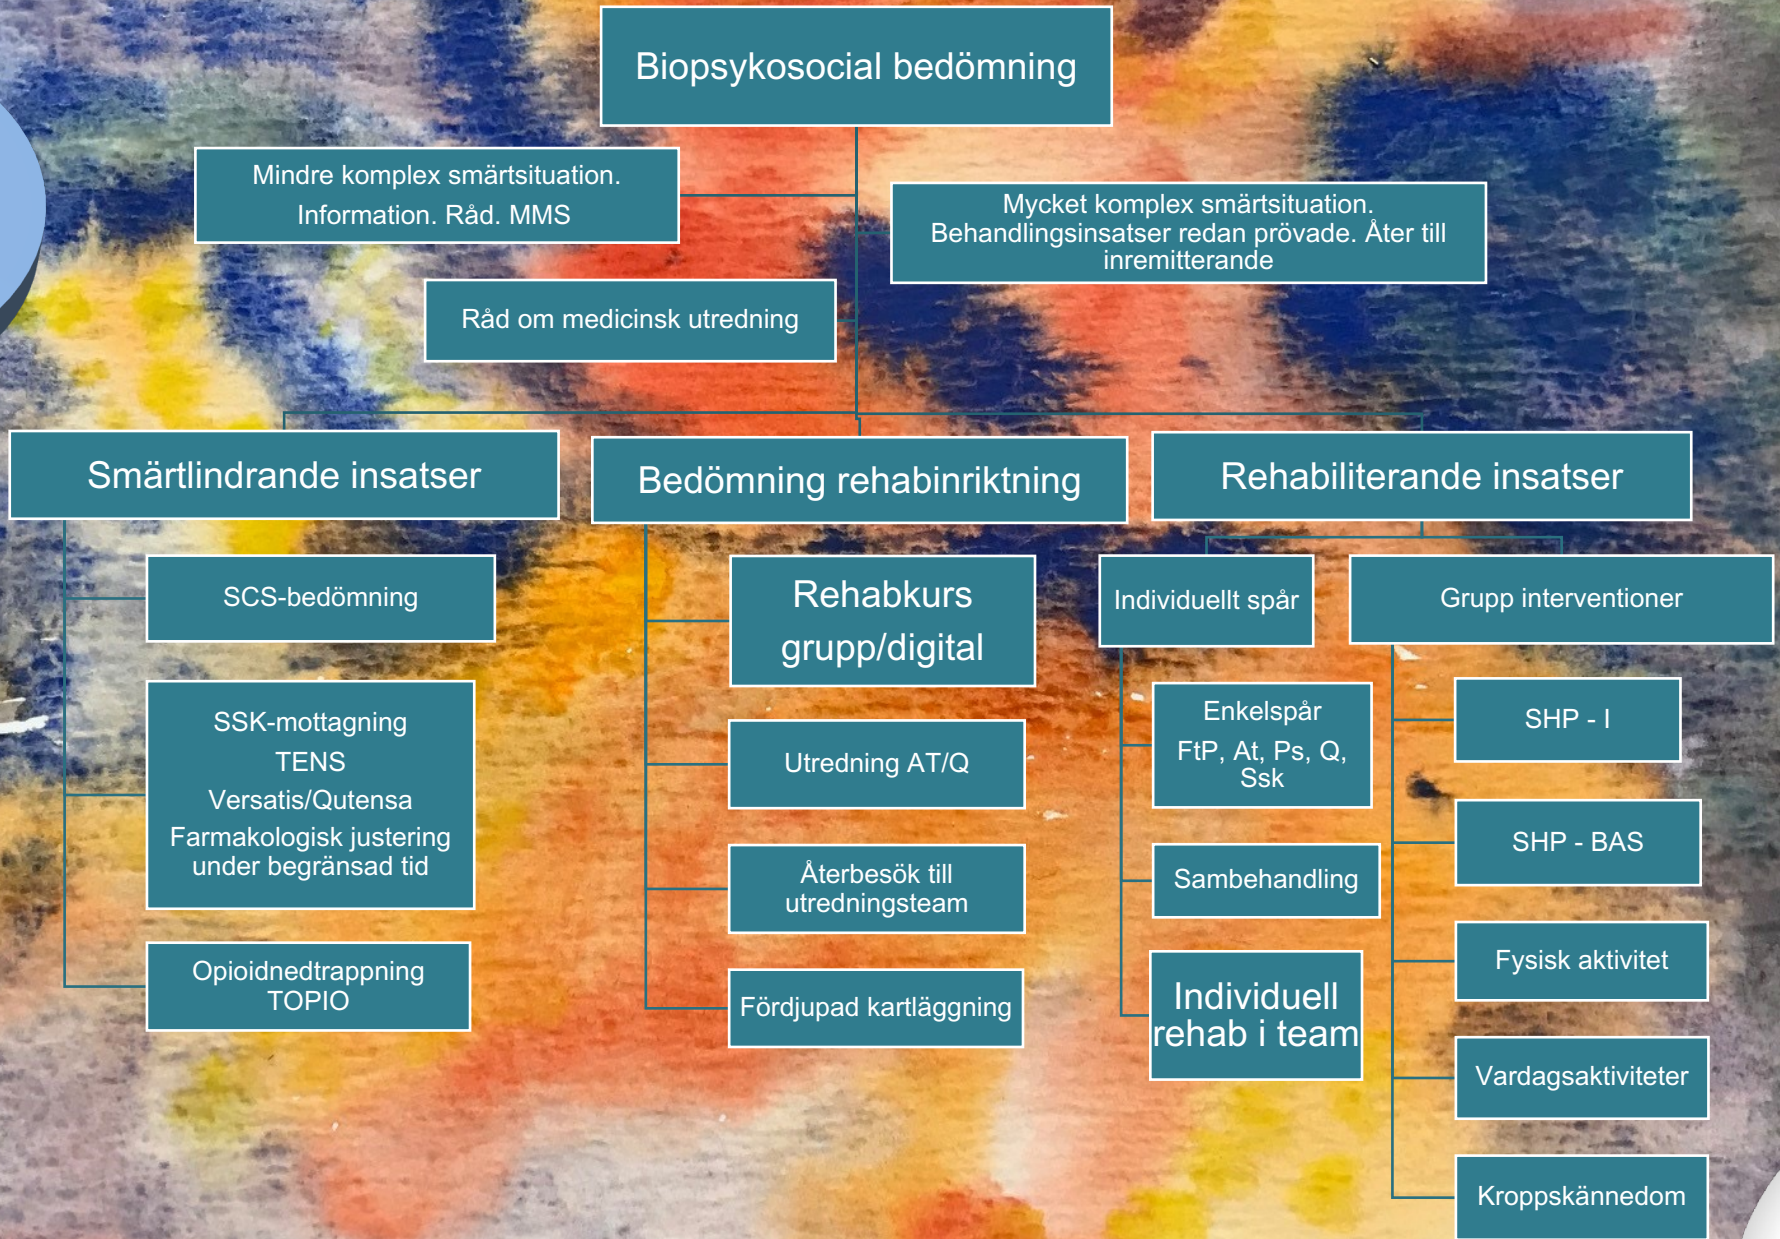 Biopsykosocial bedömning
Mindre komplex smärtsituation.
Information. Råd. MMS
Mycket komplex smärtsituation.
Behandlingsinsatser redan prövade. Åter till
inremitterande
Råd om medicinsk utredning
Smärtlindrande insatser
Bedömning rehabinriktning
Rehabiliterande insatser
SCS-bedömning
SSK-mottagning
TENS
Versatis/Qutensa
Farmakologisk justering
under begränsad tid
Opioidnedtrappning
TOPIO
Rehabkurs
grupp/digital
Utredning AT/Q
Återbesök till
utredningsteam
Fördjupad kartläggning
Individuellt spår
Enkelspår
FtP, At, Ps, Q,
Ssk
Sambehandling
Individuell
rehab i team
Grupp interventioner
SHP - I
SHP - BAS
Fysisk aktivitet
Vardagsaktiviteter
Kroppskännedom